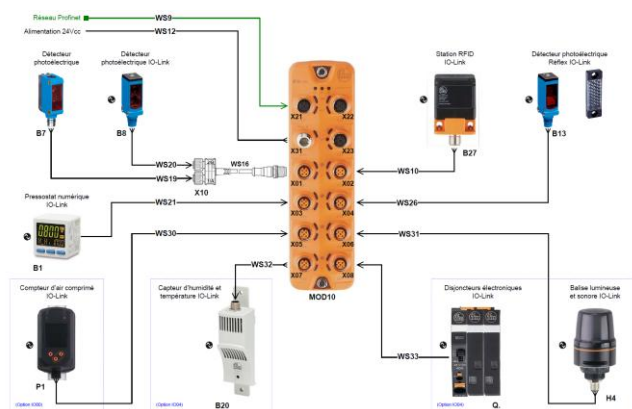 Réseau Profinet
WS9
Alimentation 24Vcc
WS12
Détecteur
photoélectrique
Détecteur
photoélectrique IO-Link
Station RFID
IO-Link
Détecteur photoélectrique
Réflex IO-Link
B7
B8
X21
X22
B27
B13
X31
X23
WS20
WS16
WS19
X10
X01
X02
WS10
Pressostat numérique
IO-Link
WS21
X03
X04
WS26
B1
WS30
X05
X06
WS31
WS32
X07
X08
MOD10
Compteur d'air comprimé
IO-Link
Capteur d'humidité et
température IO-Link
Disjoncteurs électroniques
IO-Link
Balise lumineuse
et sonore IO-Link
WS33
P1
B20
Q.
H4